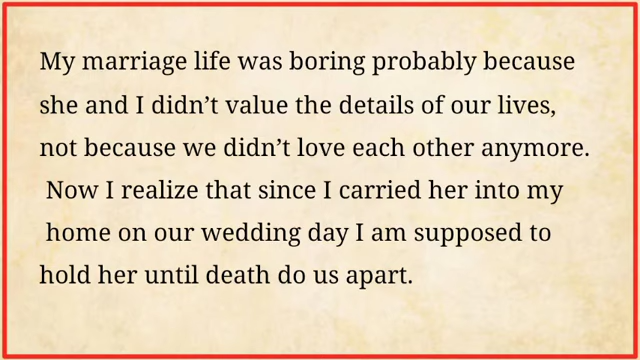 My marriage life was boring probably because
she and I didn’t value the details of our lives,
not because we didn’t love each other anymore.
Now I realize that since I carried her into my
home on our wedding day I am supposed to
hold her until death do us apart.